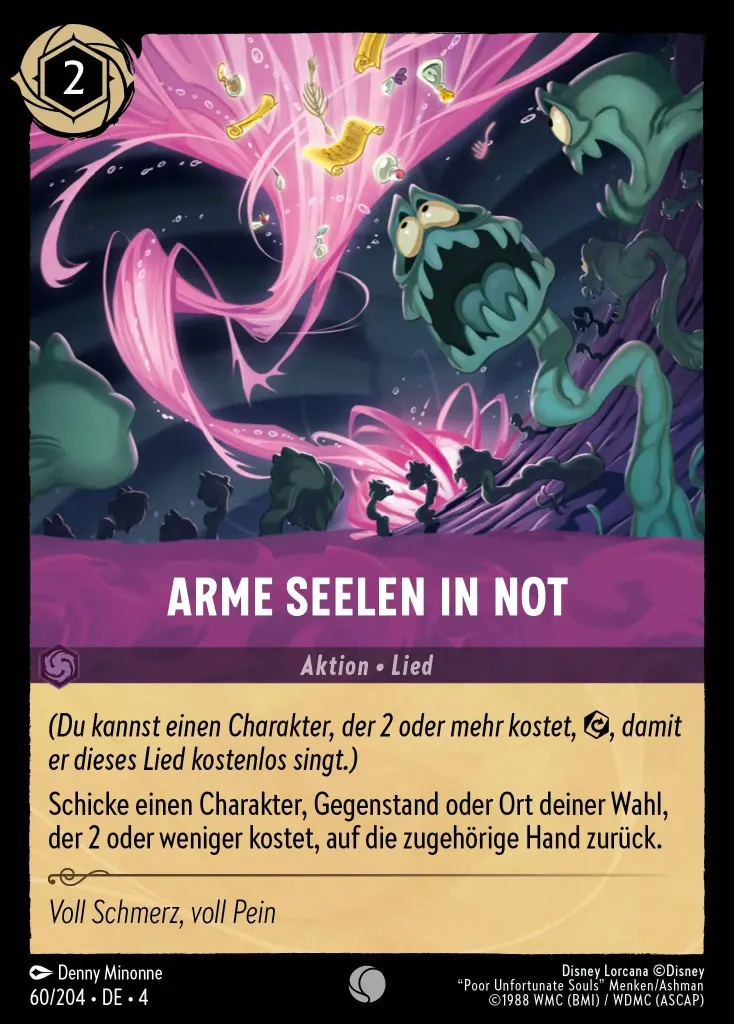 2
ARME SEELEN IN NOT
Aktion • Lied
(Du kannst einen Charakter, der 2 oder mehr kostet, , damit
er dieses Lied kostenlos singt.)
Schicke einen Charakter, Gegenstand oder Ort deiner Wahl,
der 2 oder weniger kostet, auf die zugehörige Hand zurück.
Voll Schmerz, voll Pein
Denny Minonne
60/204 • DE • 4
Disney Lorcana ©Disney
“Poor Unfortunate Souls” Menken/Ashman
©1988 WMC (BMI) / WDMC (ASCAP)